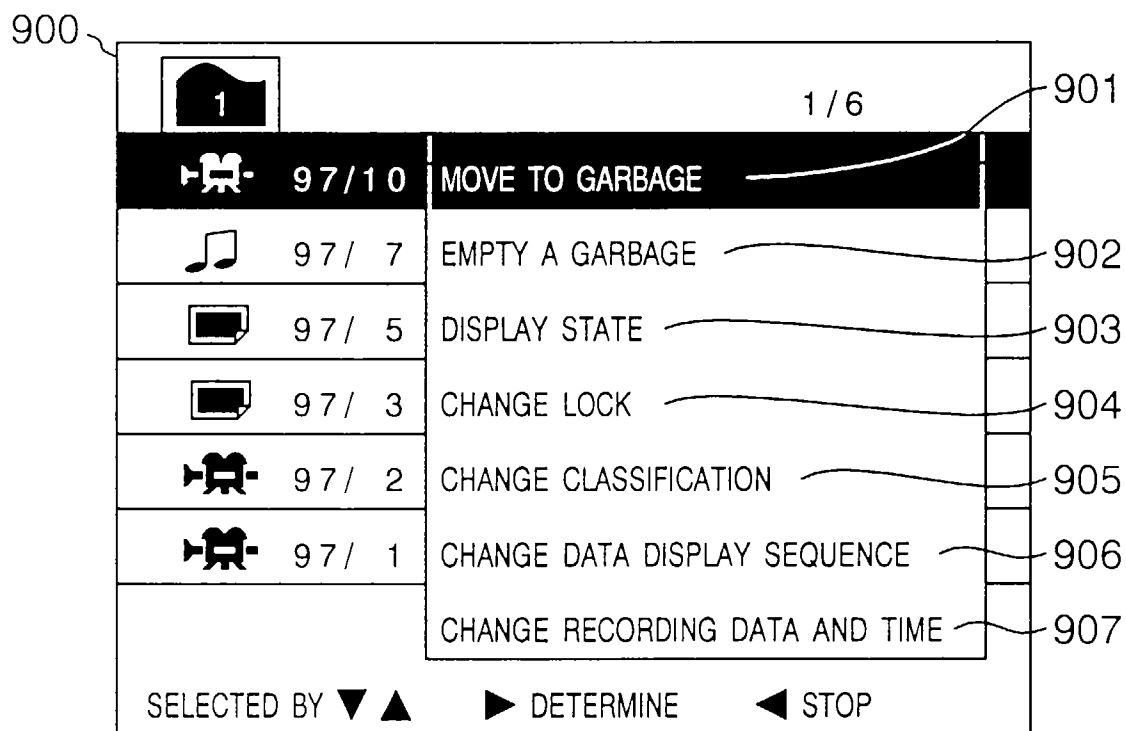 900
1 1/6 901
97/10 MOVE TO GARBAGE
97/ 7 EMPTY A GARBAGE 902
97/ 5 DISPLAY STATE 903
97/ 3 CHANGE LOCK 904
97/ 2 CHANGE CLASSIFICATION 905
97/ 1 CHANGE DATA DISPLAY SEQUENCE 906
CHANGE RECORDING DATA AND TIME 907
SELECTED BY ▼ ▲ ▶ DETERMINE ◀ STOP